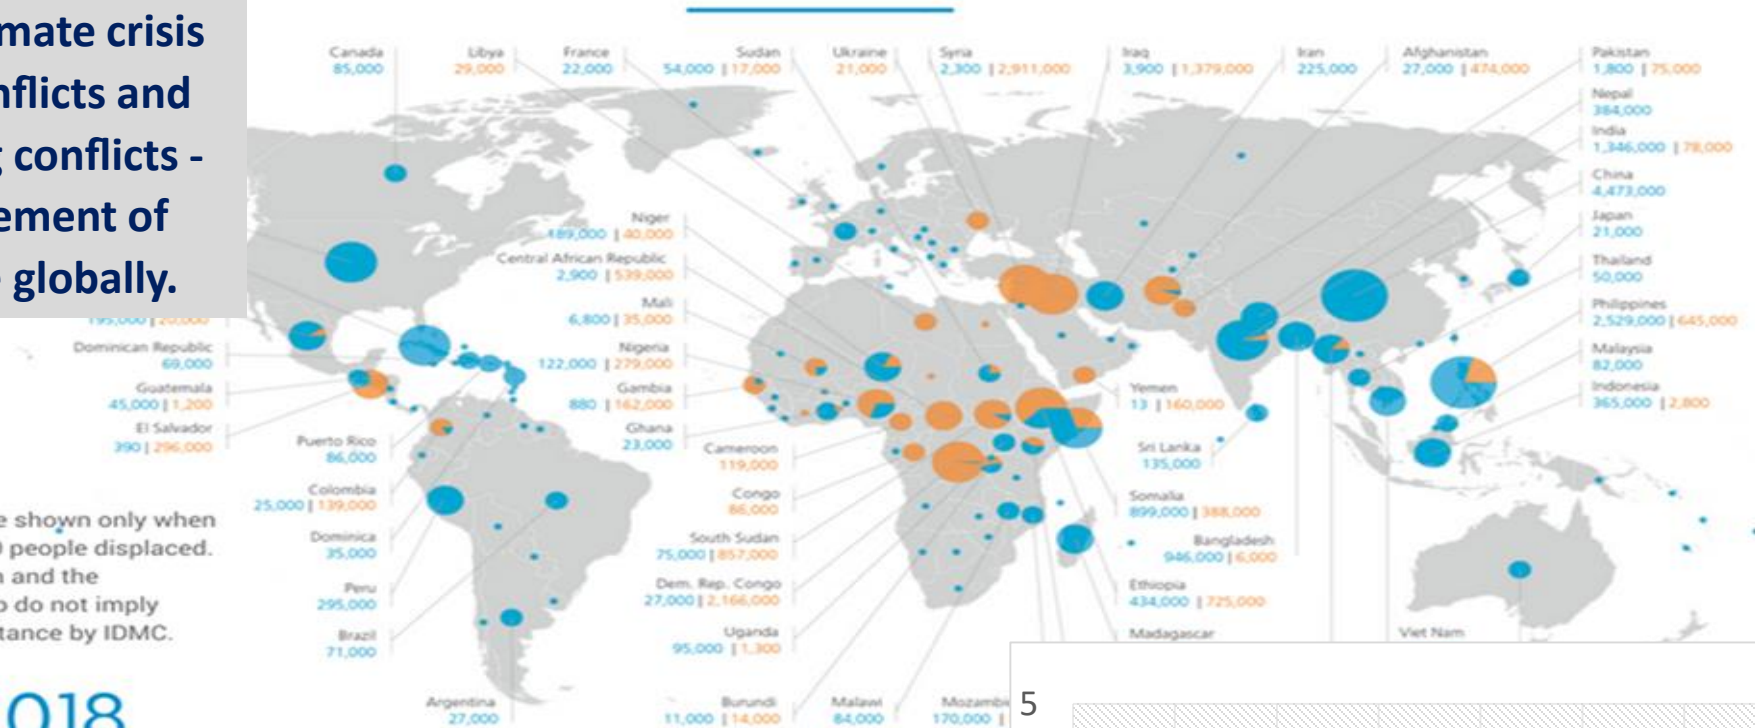 mate crisis
nflicts and
g conflicts -
ement of
globally.
Canada
85,000
Libya
29,000
France
22,000
Sudan
54,000 | 17,000
Ukraine
21,000
Syria
2,300 | 2,911,000
Iraq
3,900 | 1,379,000
Iran
225,000
Afghanistan
27,000 | 474,000
Pakistan
1,800 | 75,000
Nepal
384,000
India
1,346,000 | 78,000
China
4,473,000
Japan
21,000
Thailand
50,000
Philippines
2,529,000 | 645,000
Malaysia
82,000
Indonesia
365,000 | 2,800
Niger
189,000 | 40,000
Central African Republic
2,900 | 539,000
Mali
6,800 | 35,000
Nigeria
122,000 | 279,000
Gambia
880 | 162,000
Ghana
23,000
Cameroon
119,000
Congo
86,000
South Sudan
75,000 | 857,000
Dem. Rep. Congo
27,000 | 2,166,000
Uganda
95,000 | 1,300
Burundi
11,000 | 14,000
Malawi
84,000
Mozambi
170,000 |
195,000 | 20,000
Dominican Republic
69,000
Guatemala
45,000 | 1,200
El Salvador
390 | 296,000
Puerto Rico
86,000
Colombia
25,000 | 139,000
Dominica
35,000
Peru
295,000
Brazil
71,000
Argentina
27,000
Yemen
13 | 160,000
Sri Lanka
135,000
Somalia
899,000 | 388,000
Bangladesh
946,000 | 6,000
Ethiopia
434,000 | 725,000
Madagascar
Viet Nam
e shown only when
people displaced.
and the
o do not imply
tance by IDMC.
018
5